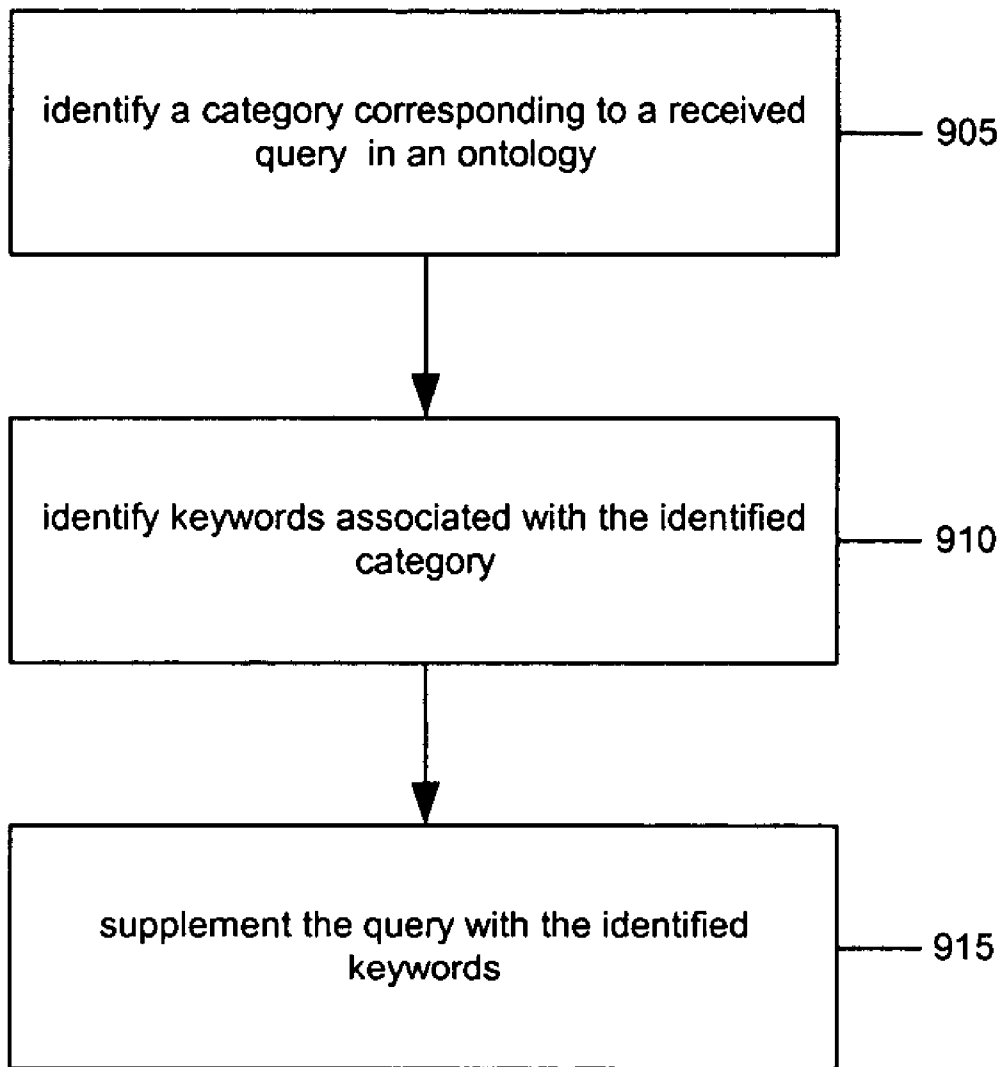 identify a category corresponding to a received
query in an ontology
905
identify keywords associated with the identified
category
910
supplement the query with the identified
keywords
915